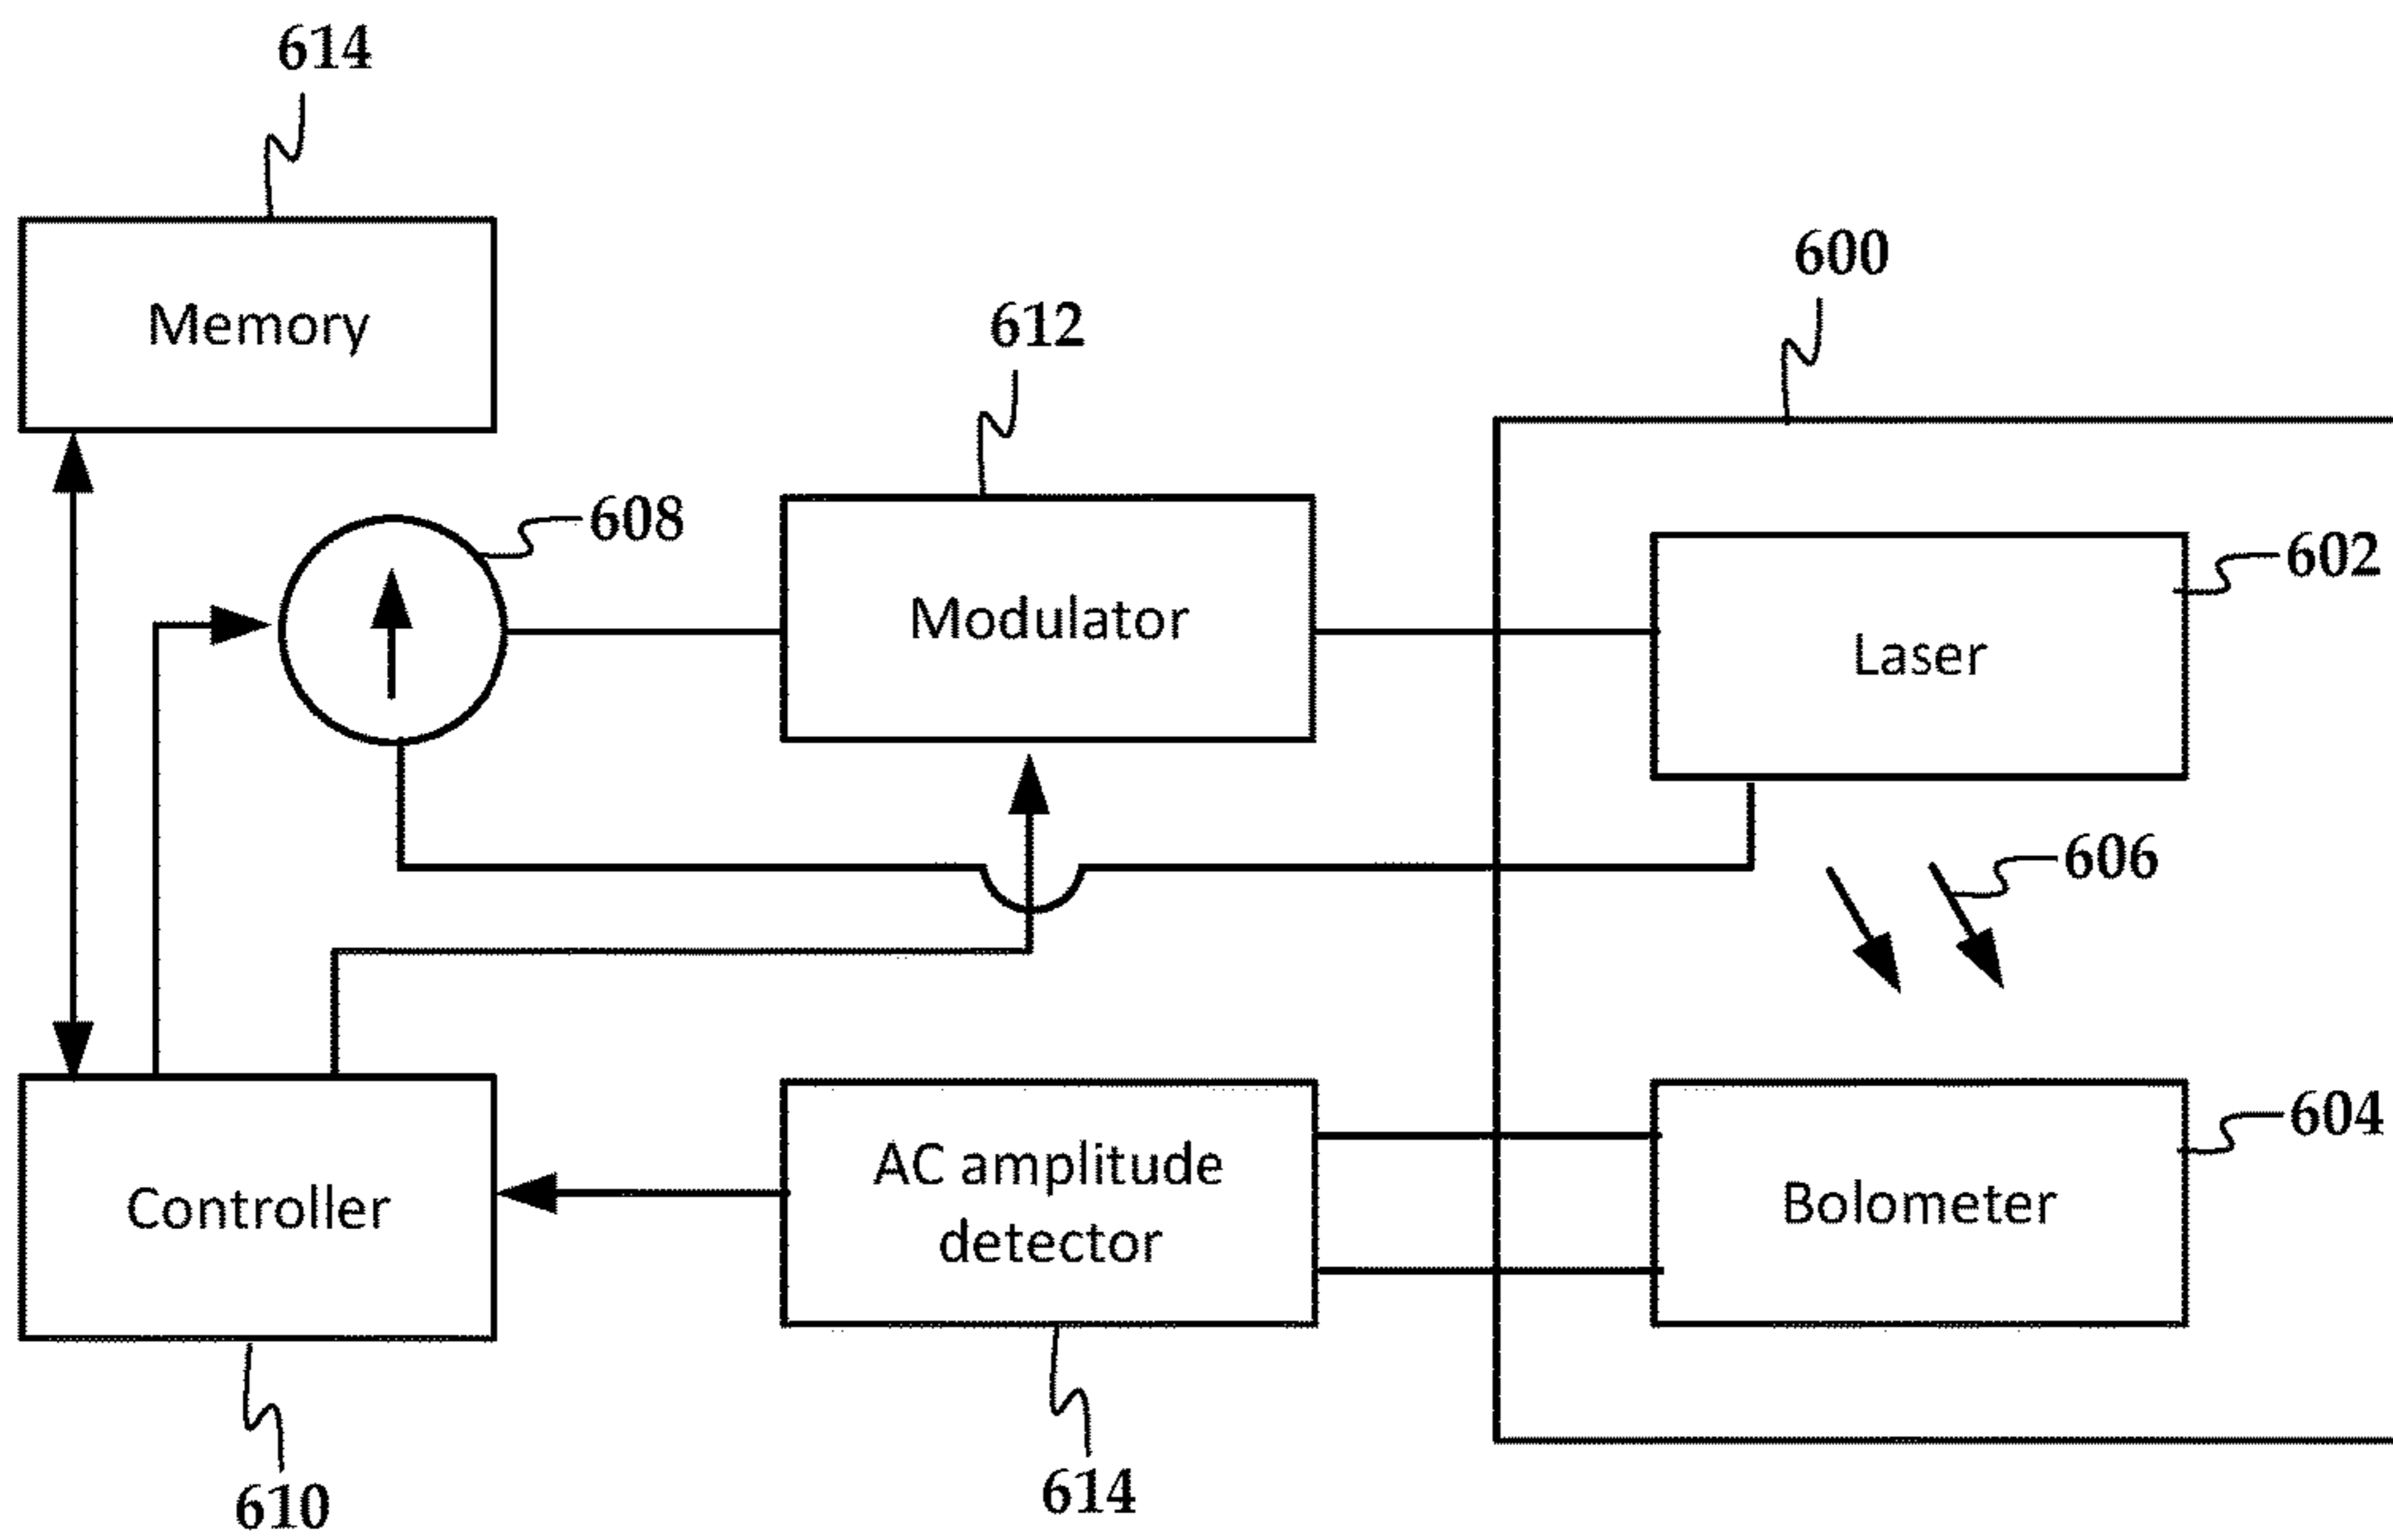 614
Memory
600
612
608
602
Modulator
Laser
606
604
AC amplitude
detector
Controller
Bolometer
614
610